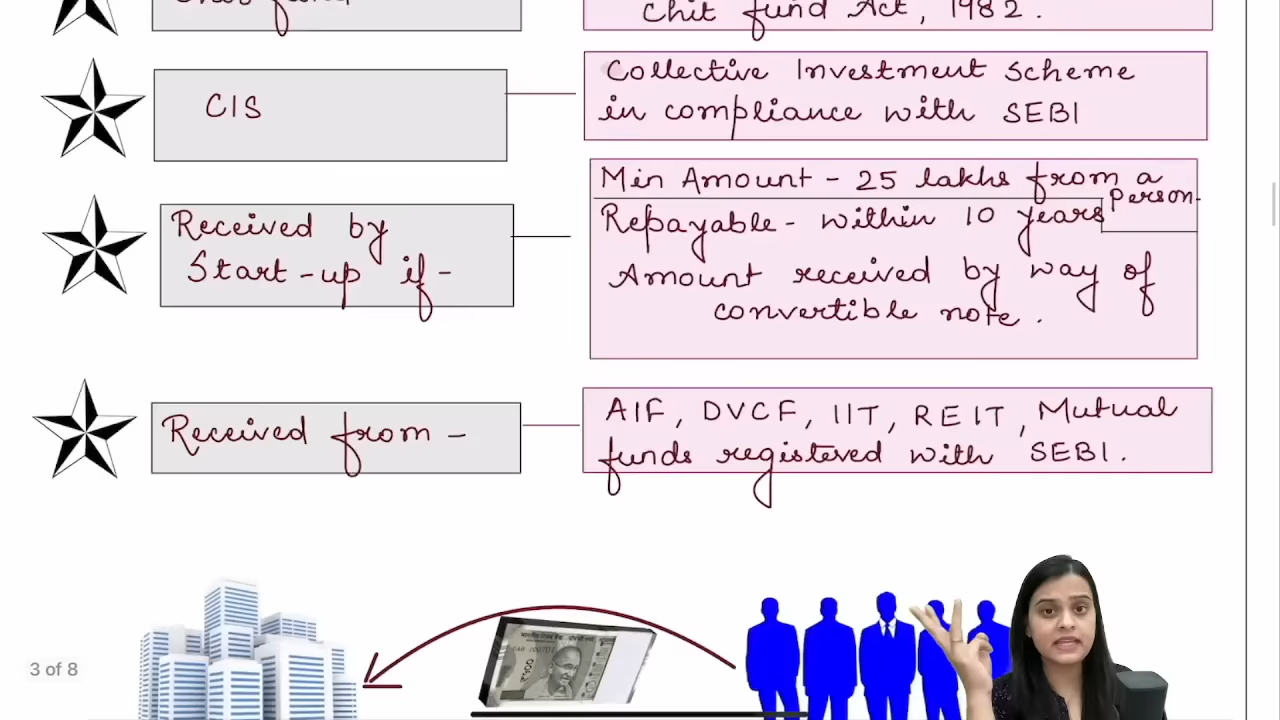 Chit fund Act, 1982.
CIS
Collective Investment Scheme
in compliance with SEBI
Received by
Start-up if-
Min Amount - 25 lakhs from a
person.
Repayable - within 10 years
Amount received by way of
convertible note.
Received from -
AIF, DVCF, IIT, REIT, Mutual
funds registered with SEBI.
3 of 8